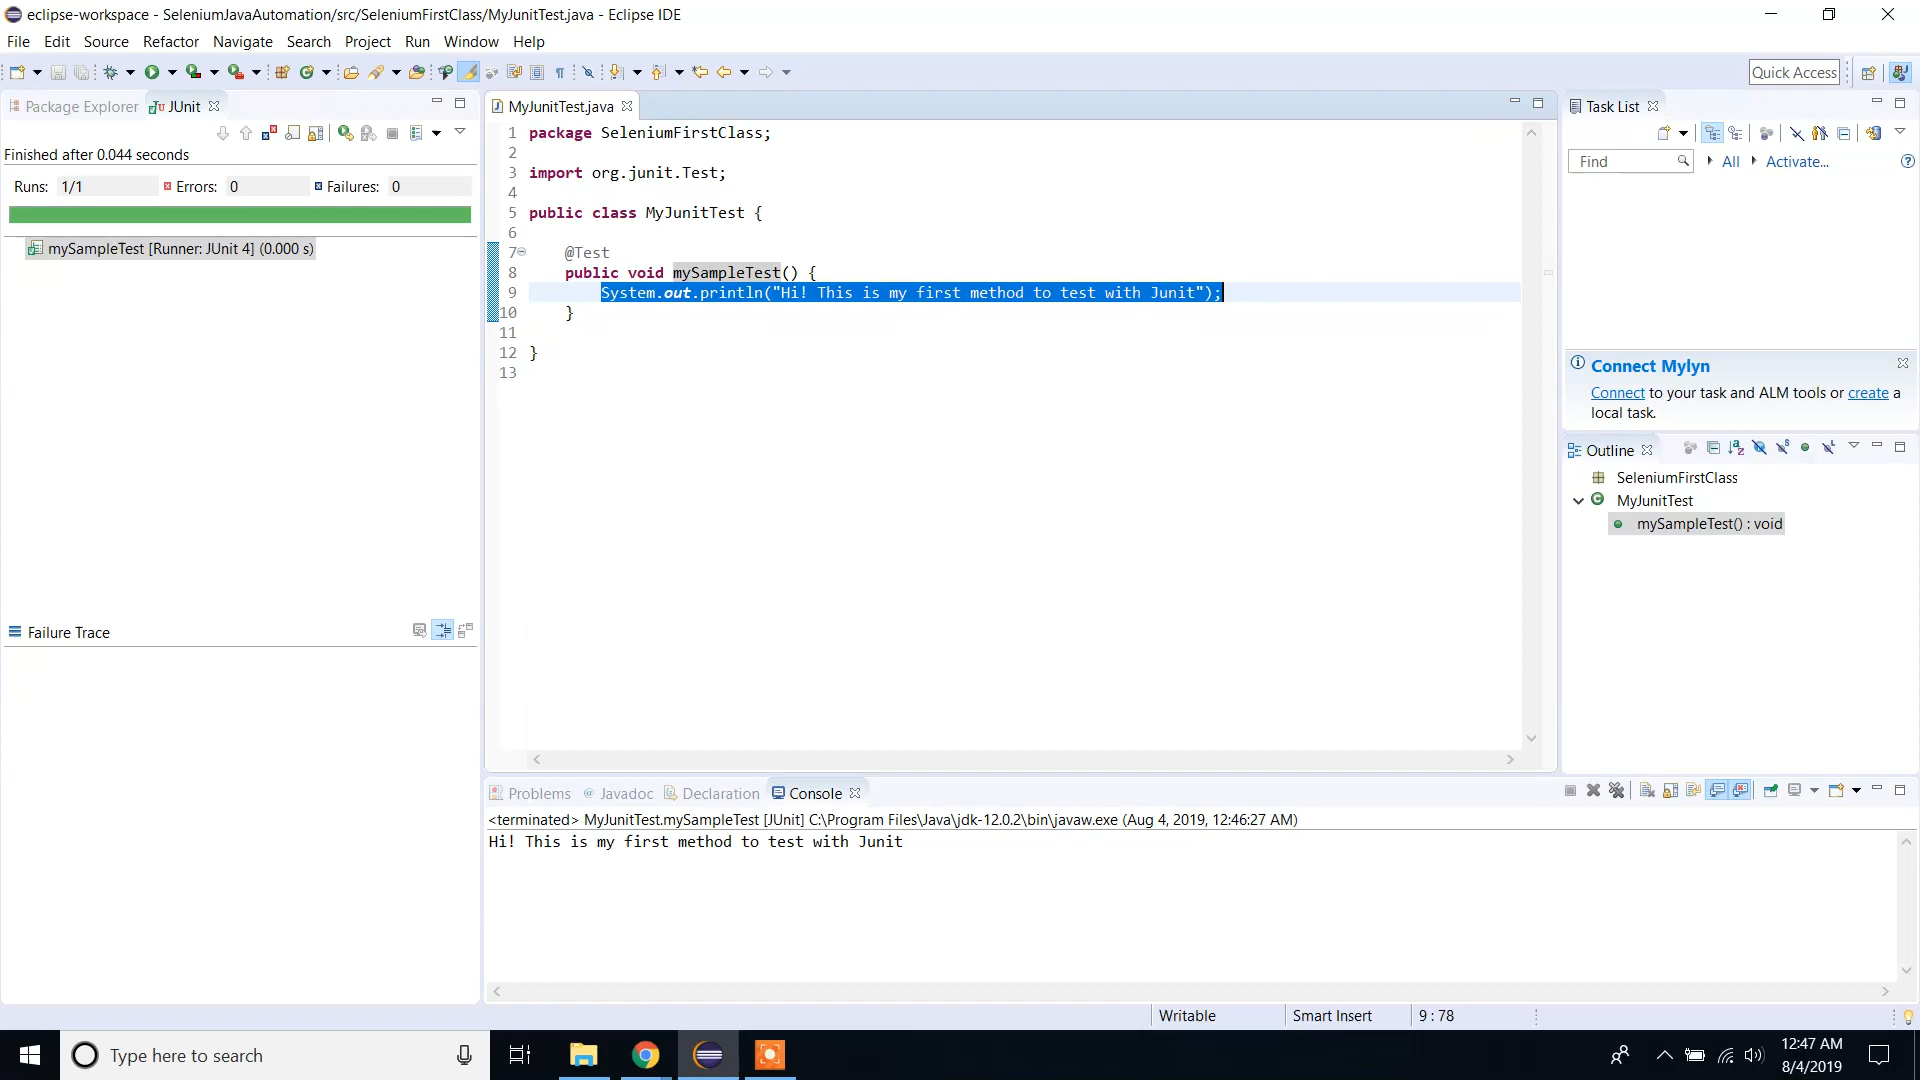 eclipse-workspace - SeleniumJavaAutomation/src/SeleniumFirstClass/MyJunitTest.java - Eclipse IDE
File Edit Source Refactor Navigate Search Project Run Window Help
Quick Access
Package Explorer JUnit
Finished after 0.044 seconds
Runs: 1/1 Errors: 0 Failures: 0
mySampleTest [Runner: JUnit 4] (0.000 s)
Failure Trace
MyJunitTest.java
1 package SeleniumFirstClass;
2
3 import org.junit.Test;
4
5 public class MyJunitTest {
6
7 @Test
8 public void mySampleTest() {
9 System.out.println("Hi! This is my first method to test with Junit");
10 }
11
12 }
13
Task List
Find All Activate...
Connect Mylyn
Connect to your task and ALM tools or create a
local task.
Outline
SeleniumFirstClass
MyJunitTest
mySampleTest() : void
Problems @ Javadoc Declaration Console
<terminated> MyJunitTest.mySampleTest [JUnit] C:\Program Files\Java\jdk-12.0.2\bin\javaw.exe (Aug 4, 2019, 12:46:27 AM)
Hi! This is my first method to test with Junit
Writable Smart Insert 9 : 78
Type here to search
12:47 AM
8/4/2019